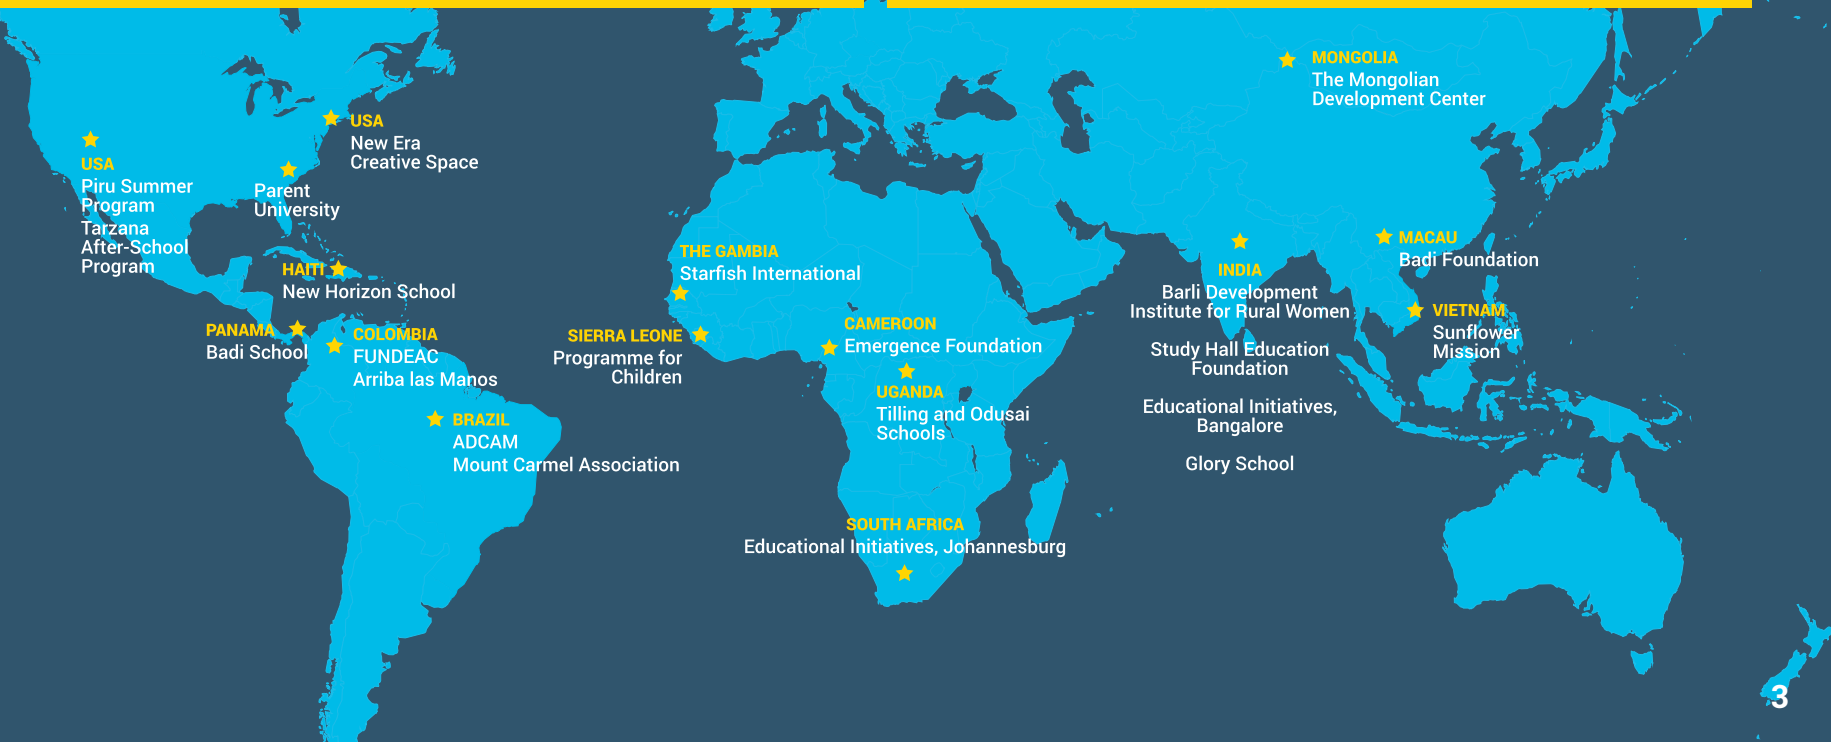 USA
Piru Summer
Program
Tarzana
After-School
Program
USA
New Era
Creative Space
Parent
University
HAITI
New Horizon School
PANAMA
Badi School
COLOMBIA
FUNDEAC
Arriba las Manos
BRAZIL
ADCAM
Mount Carmel Association
THE GAMBIA
Starfish International
SIERRA LEONE
Programme for
Children
CAMEROON
Emergence Foundation
UGANDA
Tilling and Odusai
Schools
SOUTH AFRICA
Educational Initiatives, Johannesburg
MONGOLIA
The Mongolian
Development Center
INDIA
Barli Development
Institute for Rural Women
Study Hall Education
Foundation
Educational Initiatives,
Bangalore
Glory School
MACAU
Badi Foundation
VIETNAM
Sunflower
Mission
3